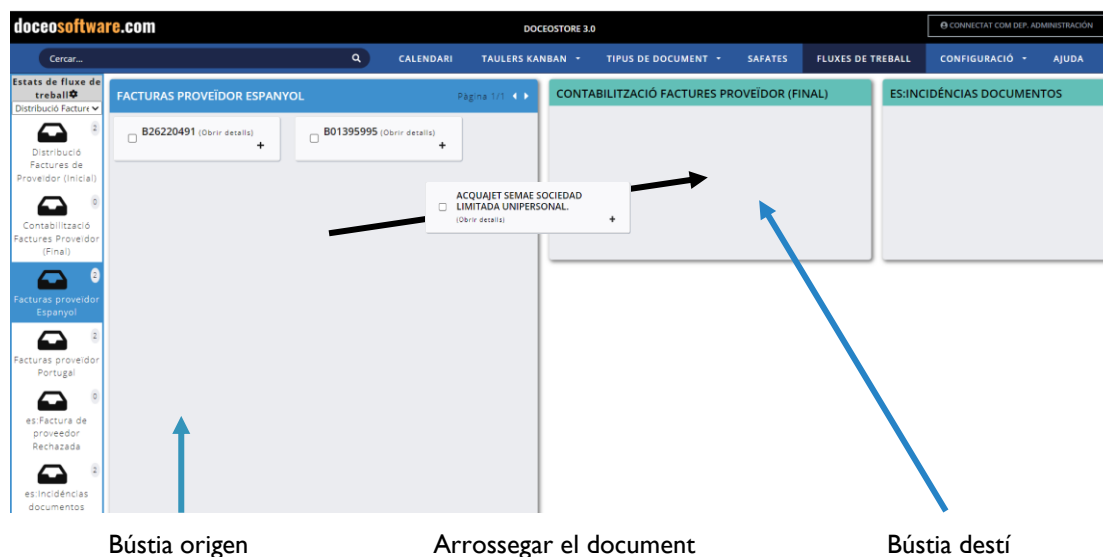 doceosoftware.com
DOCEOSTORE 3.0
CONNECTAT COM DEP. ADMINISTRACIÓN
Cercar...
CALENDARI
TAULERS KANBAN
TIPUS DE DOCUMENT
SAFATES
FLUXES DE TREBALL
CONFIGURACIÓ
AJUDA
Estats de fluxe de
treball
Distribució Facture
2
Distribució
Factures de
Proveïdor (Inicial)
0
Contabilització
Factures Proveïdor
(Final)
2
Facturas proveïdor
Espanyol
2
Facturas proveïdor
Portugal
0
es:Factura de
proveedor
Rechazada
2
es:Incidències
documentos
FACTURAS PROVEÏDOR ESPANYOL
Pàgina 1/1
B26220491 (Obrir detalls)
+
B01395995 (Obrir detalls)
+
ACQUAJET SEMAE SOCIEDAD
LIMITADA UNIPERSONAL.
(Obrir detalls)
+
CONTABILITZACIÓ FACTURES PROVEÏDOR (FINAL)
ES:INCIDÉNCIAS DOCUMENTOS
Bústia origen
Arrossegar el document
Bústia destí